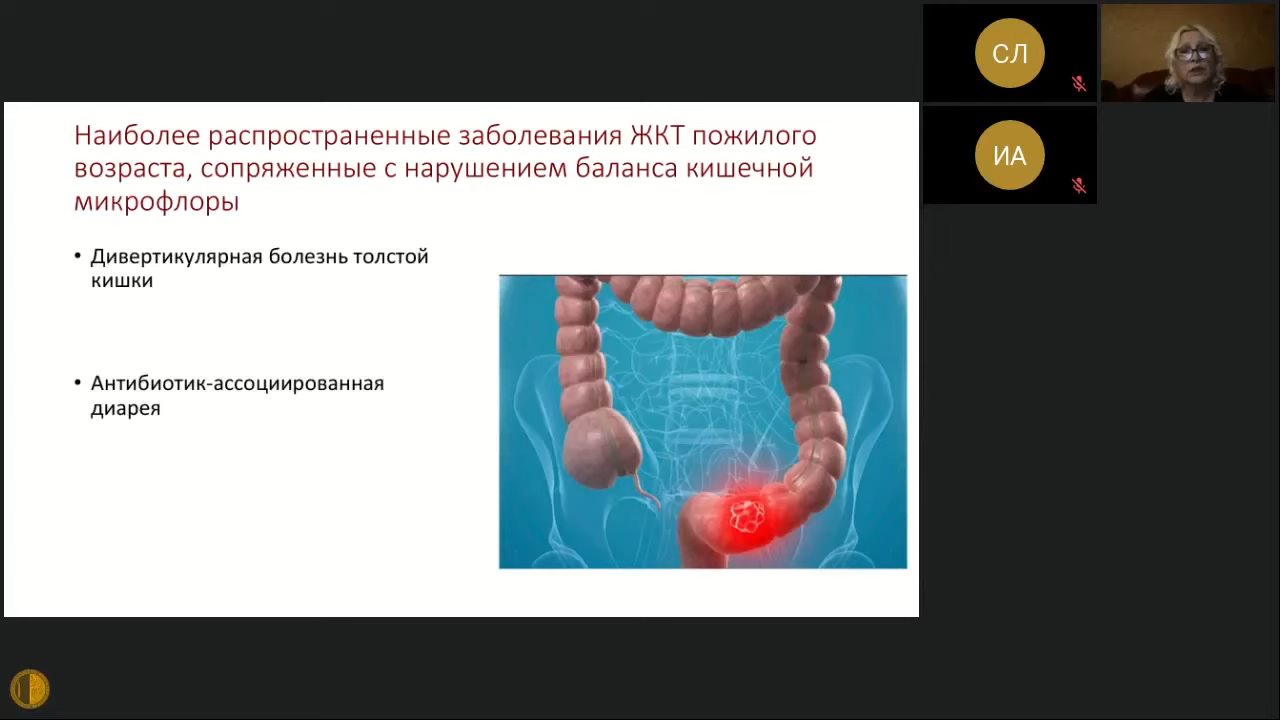 Наиболее распространенные заболевания ЖКТ пожилого
возраста, сопряженные с нарушением баланса кишечной
микрофлоры
• Дивертикулярная болезнь толстой
кишки
• Антибиотик-ассоциированная
диарея
СЛ
ИА